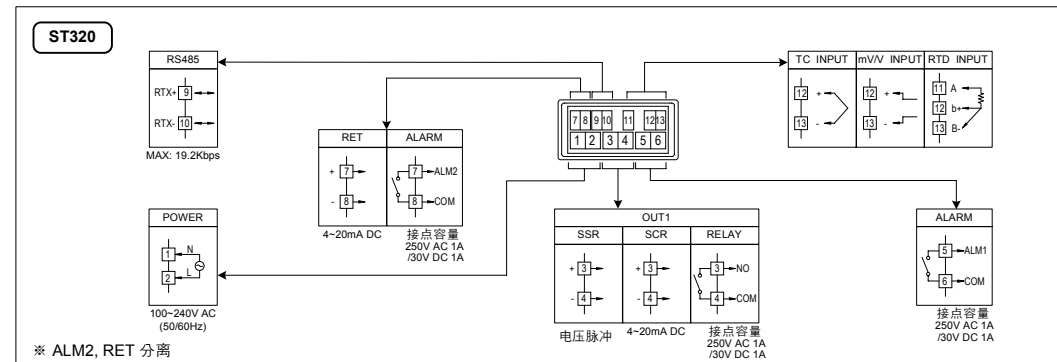 ST320
RS485
RTX+ 9
RTX- 10
MAX: 19.2Kbps
RET ALARM
+ 7 7 ALM2
- 8 8 COM
4~20mA DC
接点容量
250V AC 1A
/30V DC 1A
7 8 9 10 11 12 13
1 2 3 4 5 6
TC INPUT mV/V INPUT RTD INPUT
11 A
12 + 12 + 12 b+
13 - 13 - 13 B-
POWER
1 N
2 L
100~240V AC
(50/60Hz)
OUT1
SSR SCR RELAY
+ 3 + 3 3 NO
- 4 - 4 4 COM
电压脉冲 4~20mA DC 接点容量
250V AC 1A
/30V DC 1A
ALARM
5 ALM1
6 COM
接点容量
250V AC 1A
/30V DC 1A
※ ALM2, RET 分离